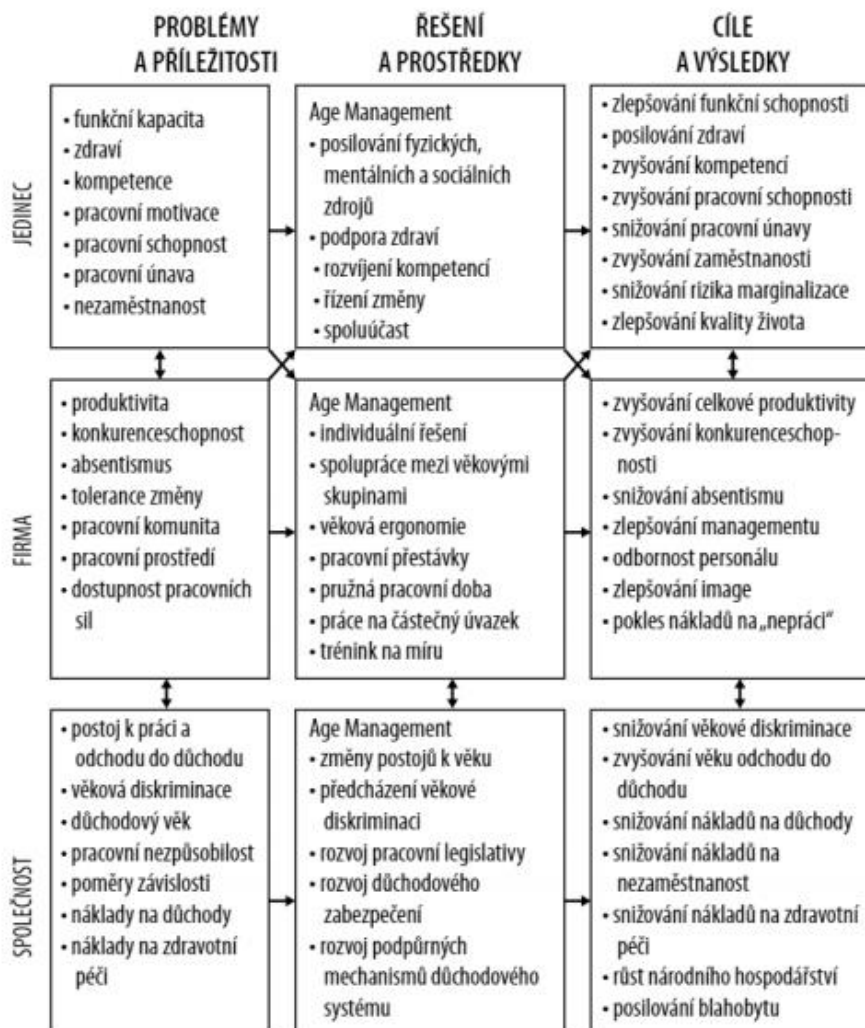 PROBLÉMY
A PŘÍLEŽITOSTI
ŘEŠENÍ
A PROSTŘEDKY
CÍLE
A VÝSLEDKY
JEDINEC
• funkční kapacita
• zdraví
• kompetence
• pracovní motivace
• pracovní schopnost
• pracovní únava
• nezaměstnanost
Age Management
• posilování fyzických,
mentálních a sociálních
zdrojů
• podpora zdraví
• rozvíjení kompetencí
• řízení změny
• spoluúčast
• zlepšování funkční schopnosti
• posilování zdraví
• zvyšování kompetencí
• zvyšování pracovní schopnosti
• snižování pracovní únavy
• zvyšování zaměstnanosti
• snižování rizika marginalizace
• zlepšování kvality života
FIRMA
• produktivita
• konkurenceschopnost
• absentismus
• tolerance změny
• pracovní komunita
• pracovní prostředí
• dostupnost pracovních
sil
Age Management
• individuální řešení
• spolupráce mezi věkovými
skupinami
• věková ergonomie
• pracovní přestávky
• pružná pracovní doba
• práce na částečný úvazek
• trénink na míru
• zvyšování celkové produktivity
• zvyšování konkurenceschop-
nosti
• snižování absentismu
• zlepšování managementu
• odbornost personálu
• zlepšování image
• pokles nákladů na „nepráci“
SPOLEČNOST
• postoj k práci a
odchodu do důchodu
• věková diskriminace
• důchodový věk
• pracovní nezpůsobilost
• poměry závislosti
• náklady na důchody
• náklady na zdravotní
péči
Age Management
• změny postojů k věku
• předcházení věkové
diskriminaci
• rozvoj pracovní legislativy
• rozvoj důchodového
zabezpečení
• rozvoj podpůrných
mechanismů důchodového
systému
• snižování věkové diskriminace
• zvyšování věku odchodu do
důchodu
• snižování nákladů na důchody
• snižování nákladů na
nezaměstnanost
• snižování nákladů na zdravotní
péči
• růst národního hospodářství
• posilování blahobytu